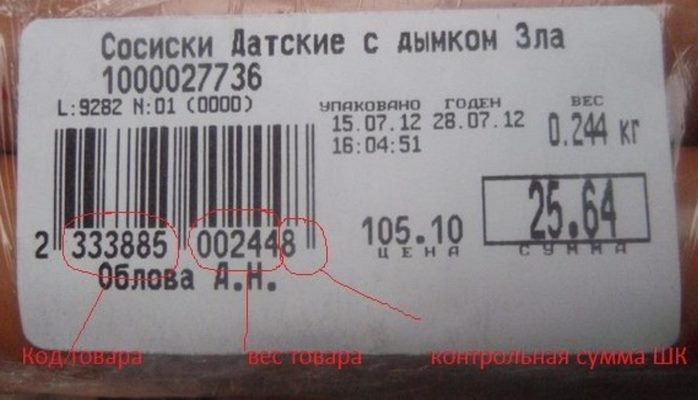 Сосиски Датские с дымком Зла
1000027736
L:9282 N:01 (0000)
УПАКОВАНО ГОДЕН ВЕС
15.07.12 28.07.12 0.244 кг
16:04:51
25.64
105.10
ЦЕНА СУММА
2 333885 002448
Облова А.Н.
Код товара вес товара контрольная сумма ШК